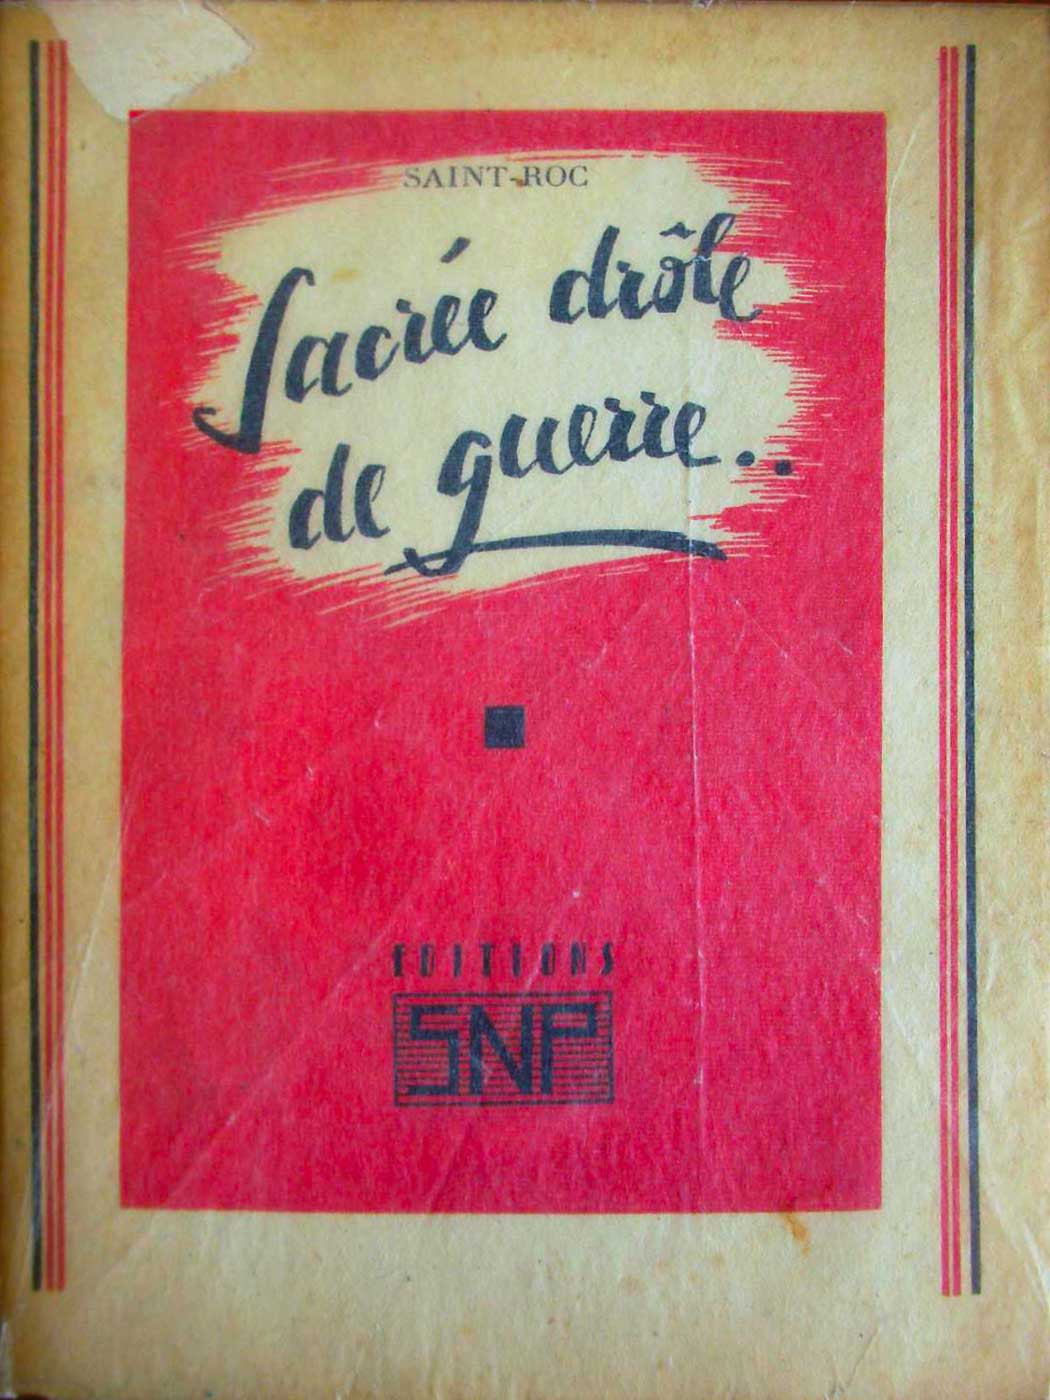 SAINT-ROC
Sacrée drôle
de guerre..
EDITIONS
SNP